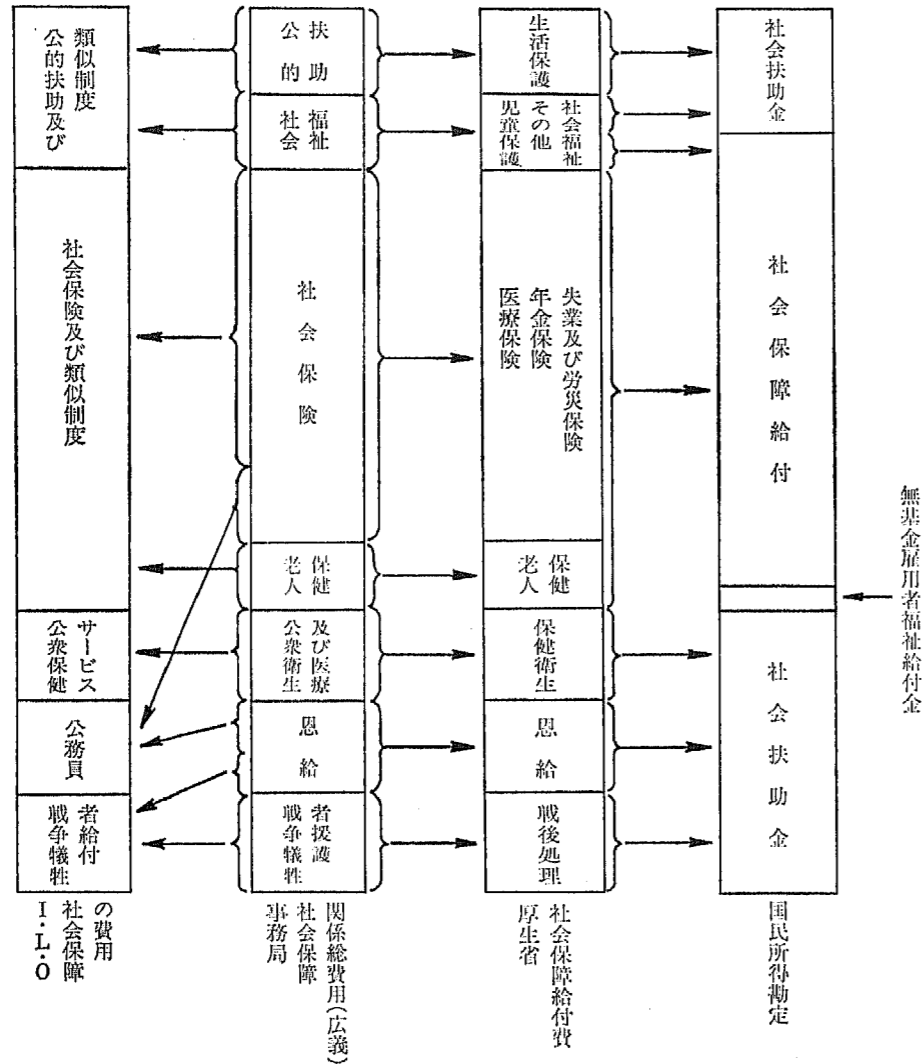 公的扶助及び
類似制度
社会保険及び類似制度
公衆保健
サービス
公務員
戦争犠牲
者給付
I・L・O
社会保障
の費用
公的
扶助
社会
福祉
社会保険
老人
保健
公衆衛生
及び医療
恩給
戦争犠牲
者援護
事務局
社会保障
関係総費用(広義)
生活保護
児童保護
その他
社会福祉
医療保険
年金保険
失業及び労災保険
老人
保健
保健衛生
恩給
戦後処理
厚生省
社会保障給付費
社会扶助金
社会保障給付
社会扶助金
国民所得勘定
無基金雇用者福祉給付金